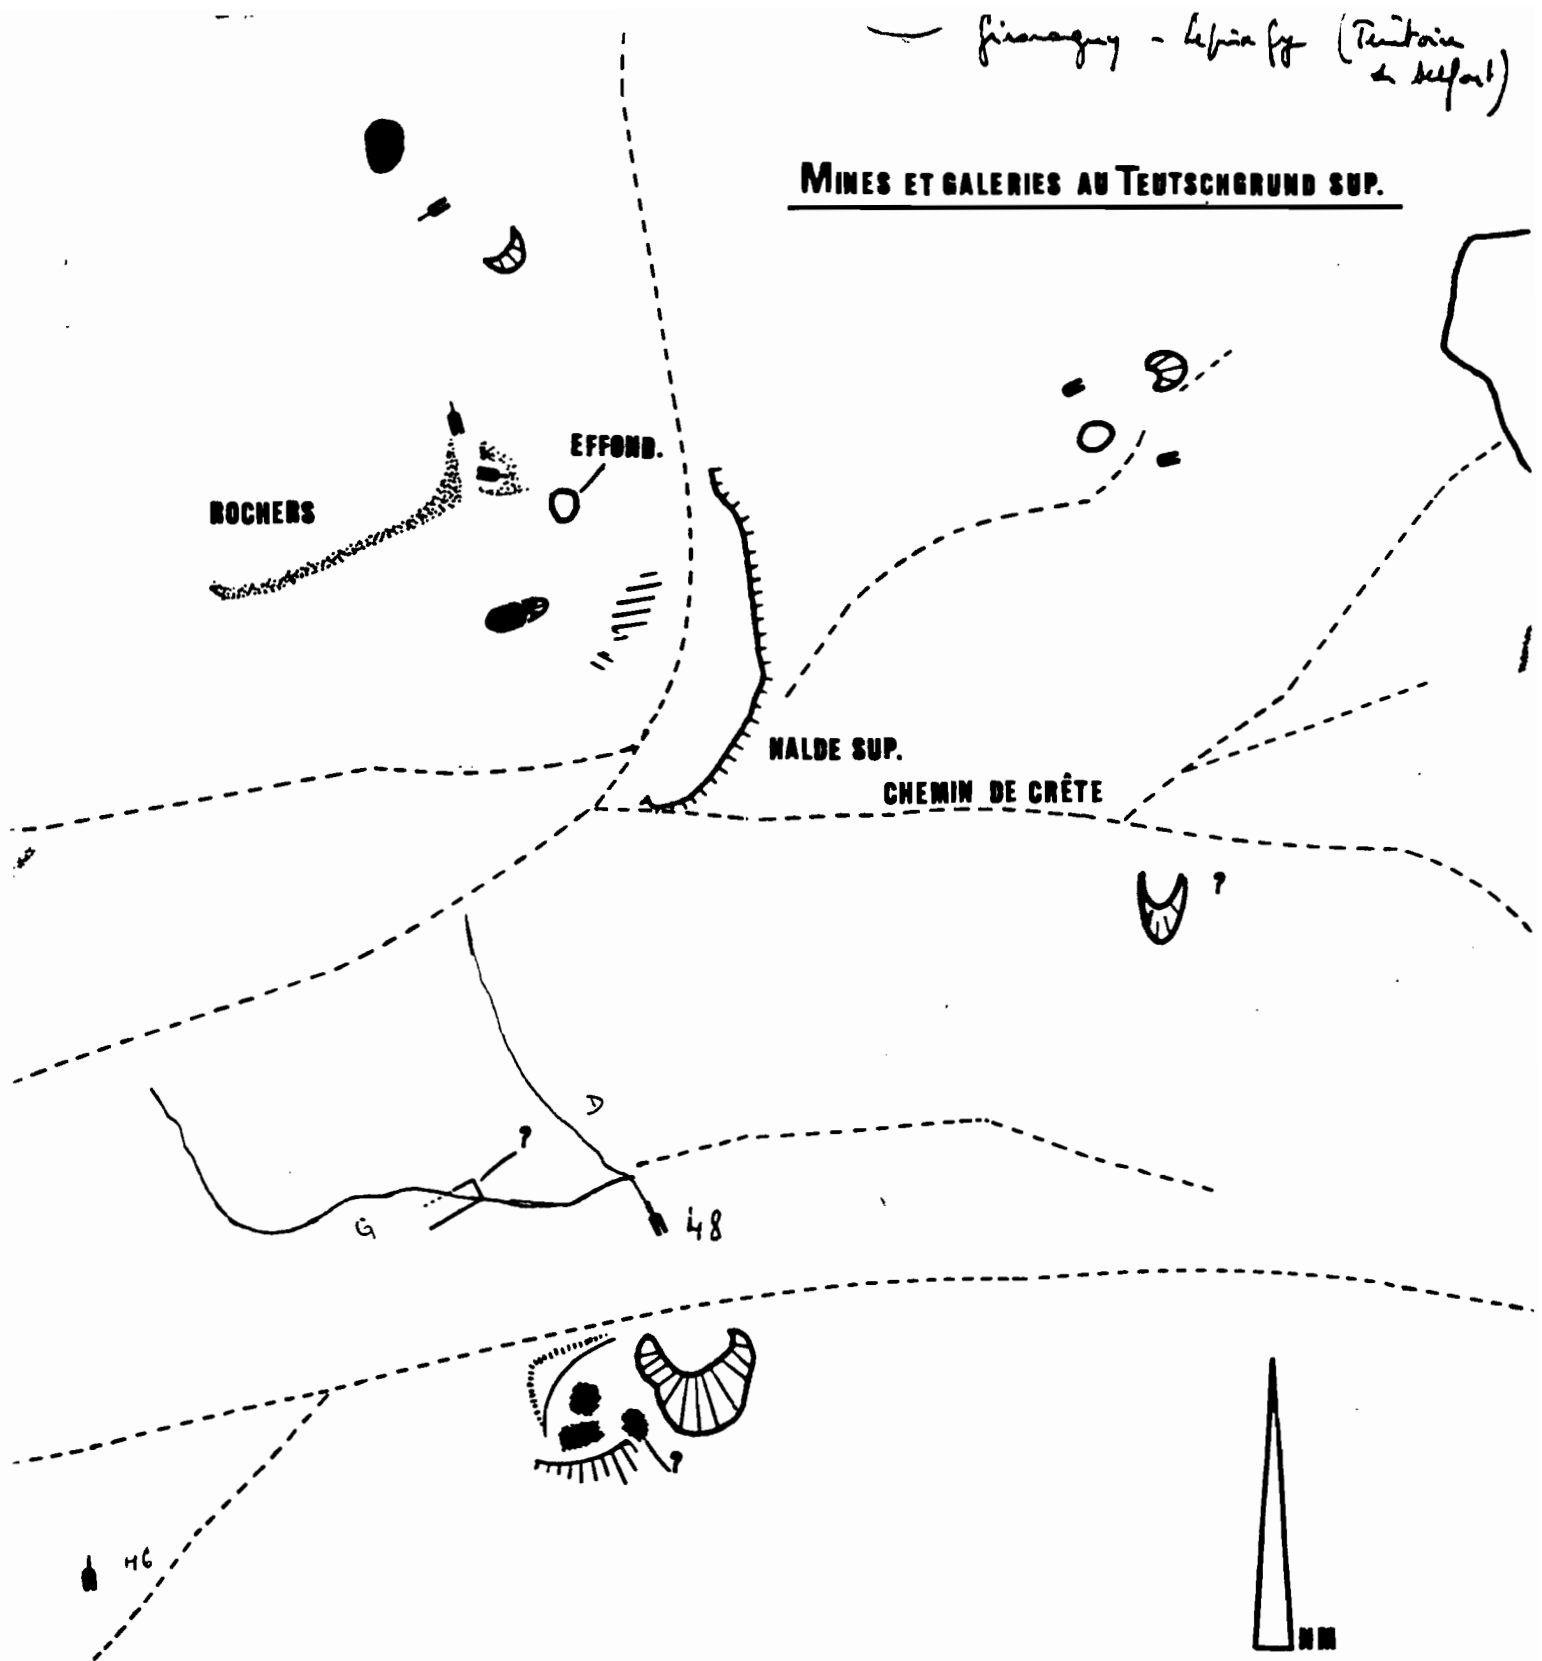 Giromagny - Lepuix Gy (Territoire
de Belfort)
MINES ET GALERIES AU TEUTSCHGRUND SUP.
EFFOND.
ROCHERS
HALDE SUP.
CHEMIN DE CRÊTE
?
D
?
G
48
?
46
NM